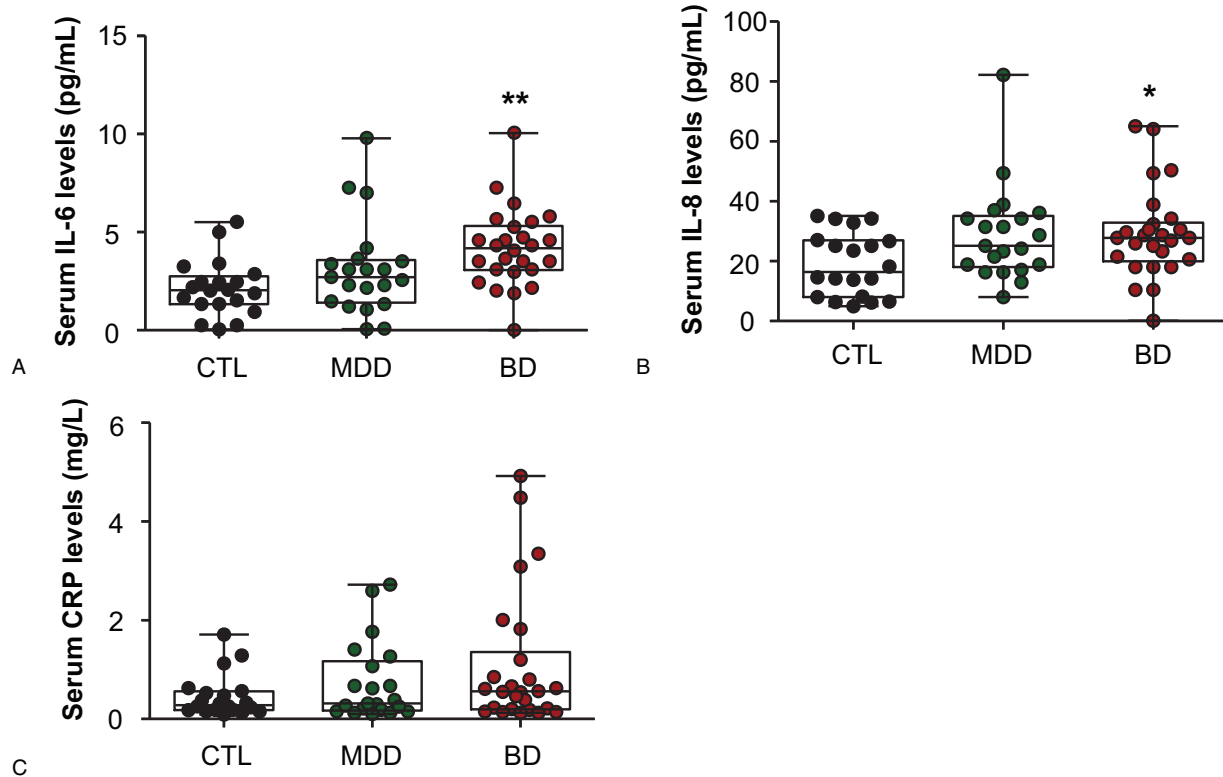 Serum IL-6 levels (pg/mL)
15
10
5
0
**
CTL MDD BD
A
Serum IL-8 levels (pg/mL)
100
80
60
40
20
0
*
CTL MDD BD
B
Serum CRP levels (mg/L)
6
4
2
0
CTL MDD BD
C